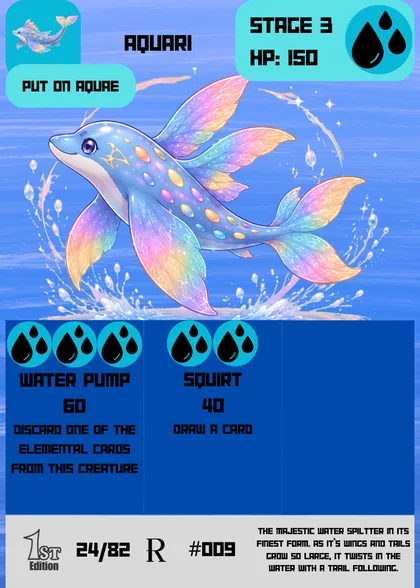 AQUARI
STAGE 3
HP: 150
PUT ON AQUAE
WATER PUMP
60
DISCARD ONE OF THE
ELEMENTAL CARDS
FROM THIS CREATURE
SQUIRT
40
DRAW A CARD
1ST
Edition
24/82
R
#009
THE MAJESTIC WATER SPILTTER IN ITS
FINEST FORM. AS IT'S WINGS AND TAILS
GROW SO LARGE, IT TWISTS IN THE
WATER WITH A TRAIL FOLLOWING.